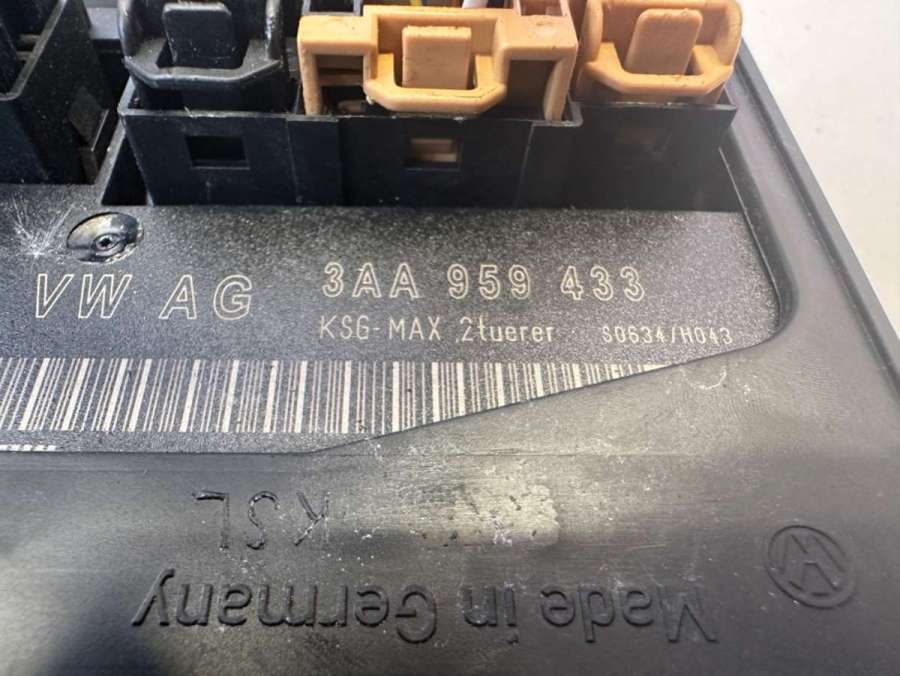 VW AG 3AA 959 433
KSG-MAX 2tuerer S0634/H043
KSL
Made in Germany